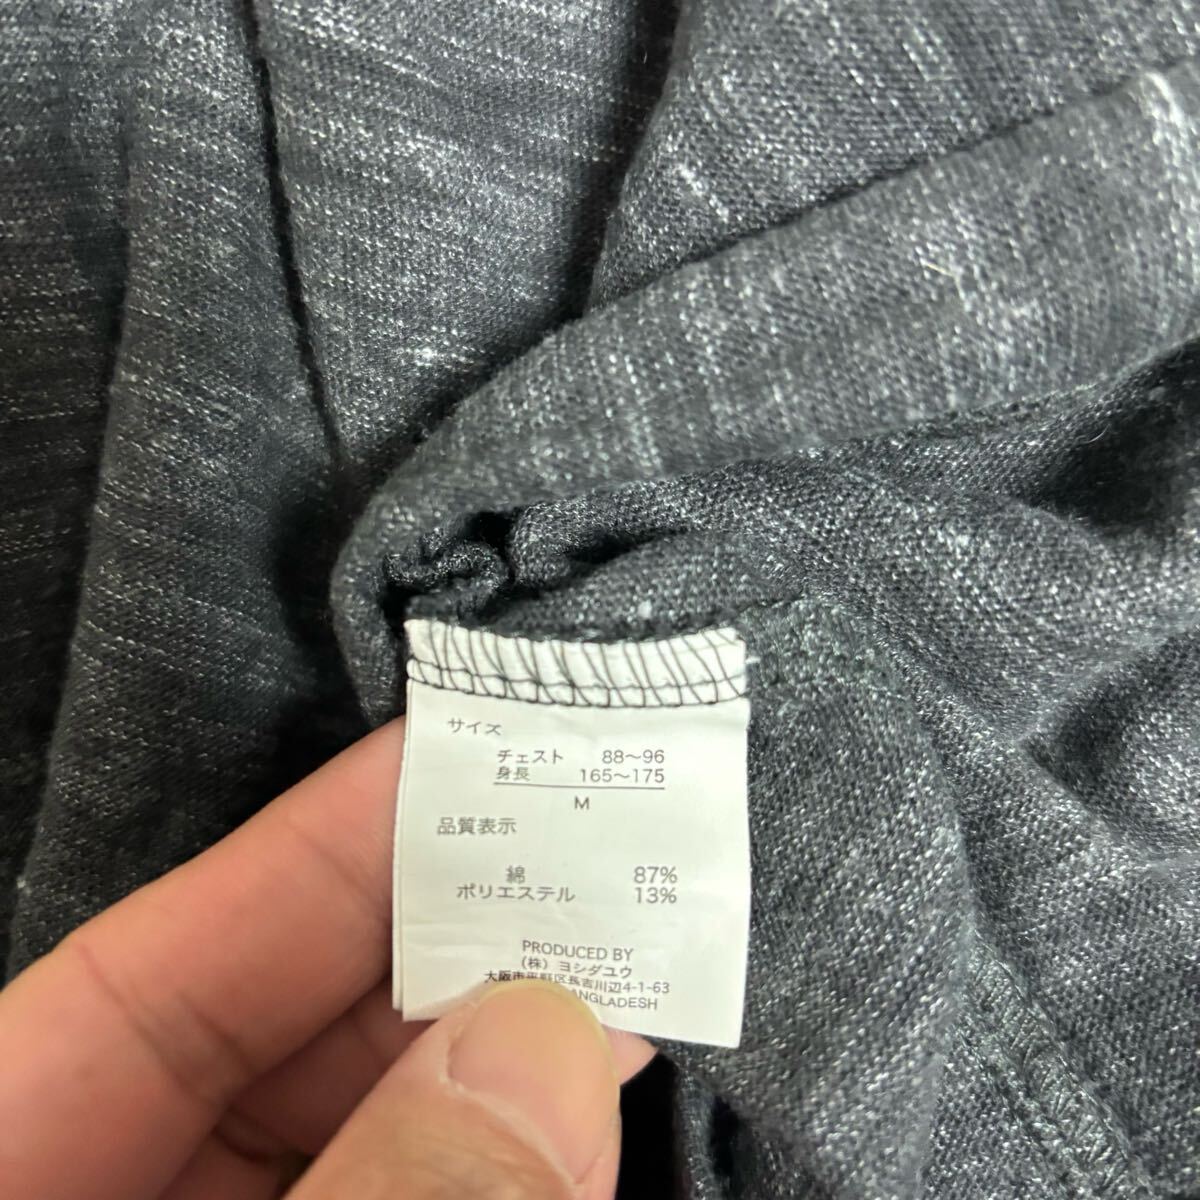 サイズ
チェスト 88〜96
身長 165〜175
M
品質表示
綿 87%
ポリエステル 13%
PRODUCED BY
(株) ヨシダユウ
大阪市平野区長吉川辺4-1-63